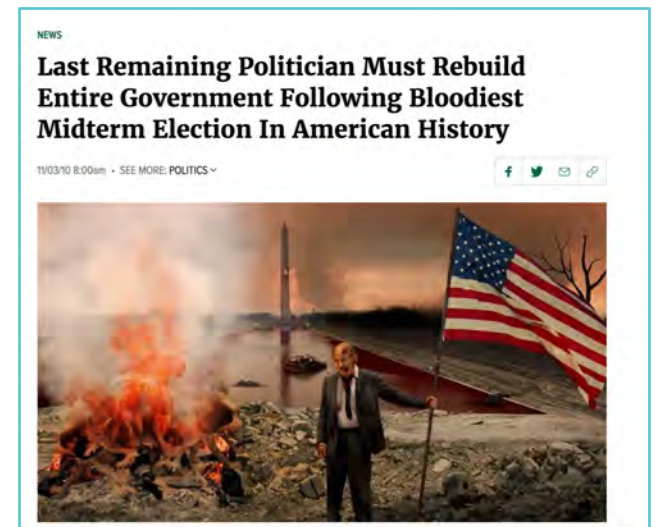 NEWS
Last Remaining Politician Must Rebuild
Entire Government Following Bloodiest
Midterm Election In American History
11/03/10 8:00am • SEE MORE: POLITICS